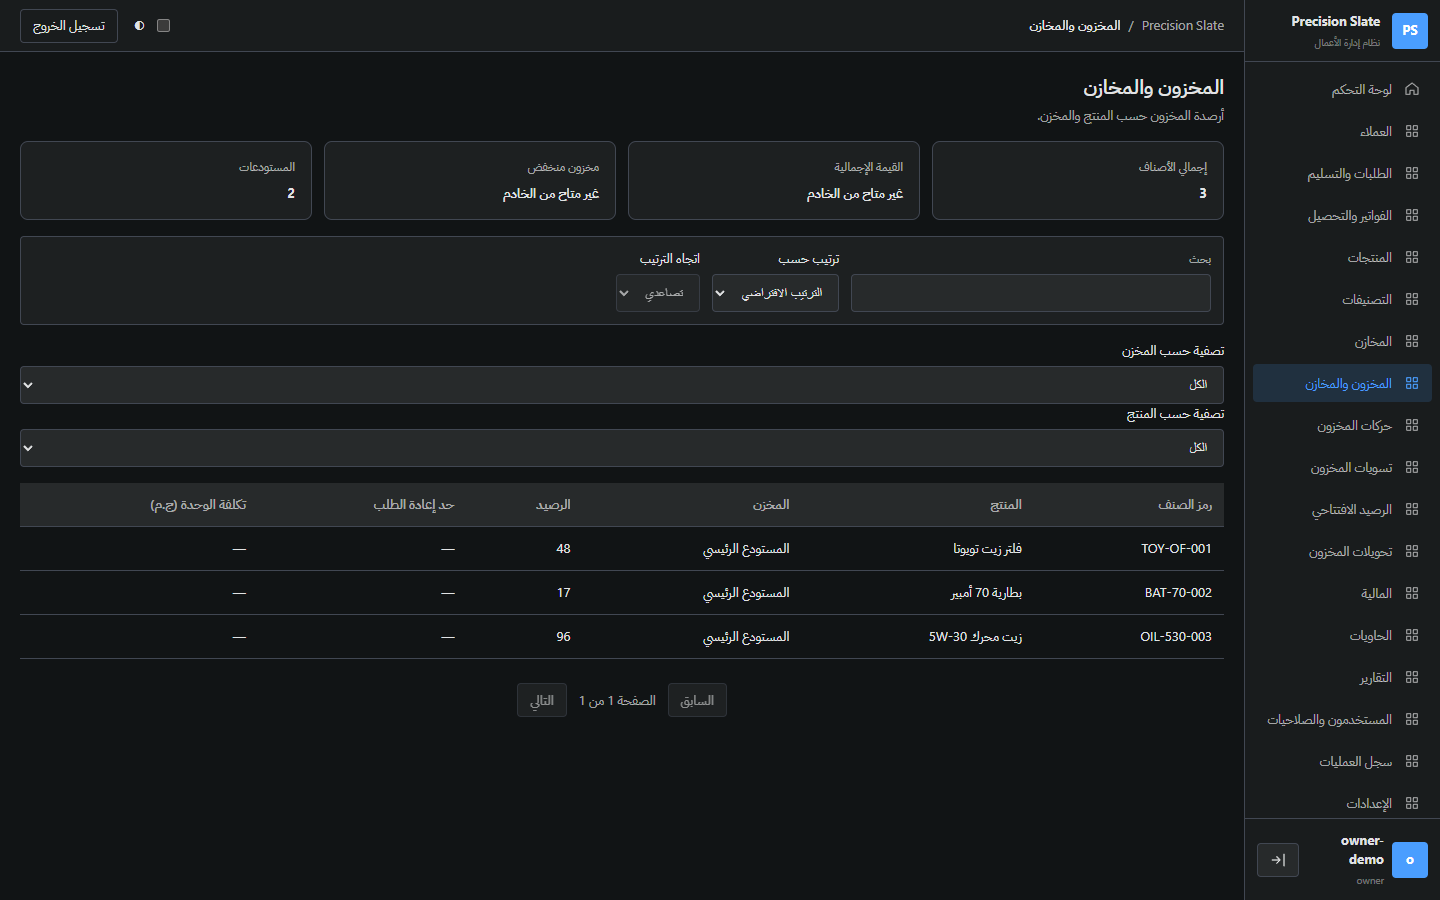 PS
Precision Slate
نظام إدارة الأعمال
لوحة التحكم
العملاء
الطلبات والتسليم
الفواتير والتحصيل
المنتجات
التصنيفات
المخازن
المخزون والمخازن
حركات المخزون
تسويات المخزون
الرصيد الافتتاحي
تحويلات المخزون
المالية
الحاويات
التقارير
المستخدمون والصلاحيات
سجل العمليات
الإعدادات
o
owner-
demo
owner
Precision Slate / المخزون والمخازن
تسجيل الخروج
المخزون والمخازن
أرصدة المخزون حسب المنتج والمخزن.
إجمالي الأصناف
3
القيمة الإجمالية
غير متاح من الخادم
مخزون منخفض
غير متاح من الخادم
المستودعات
2
بحث
ترتيب حسب
الترتيب الافتراضي
اتجاه الترتيب
تصاعدي
تصفية حسب المخزن
الكل
تصفية حسب المنتج
الكل
رمز الصنف المنتج المخزن الرصيد حد إعادة الطلب تكلفة الوحدة (ج.م)
TOY-OF-001 فلتر زيت تويوتا المستودع الرئيسي 48 — —
BAT-70-002 بطارية 70 أمبير المستودع الرئيسي 17 — —
OIL-530-003 زيت محرك 5W-30 المستودع الرئيسي 96 — —
السابق الصفحة 1 من 1 التالي